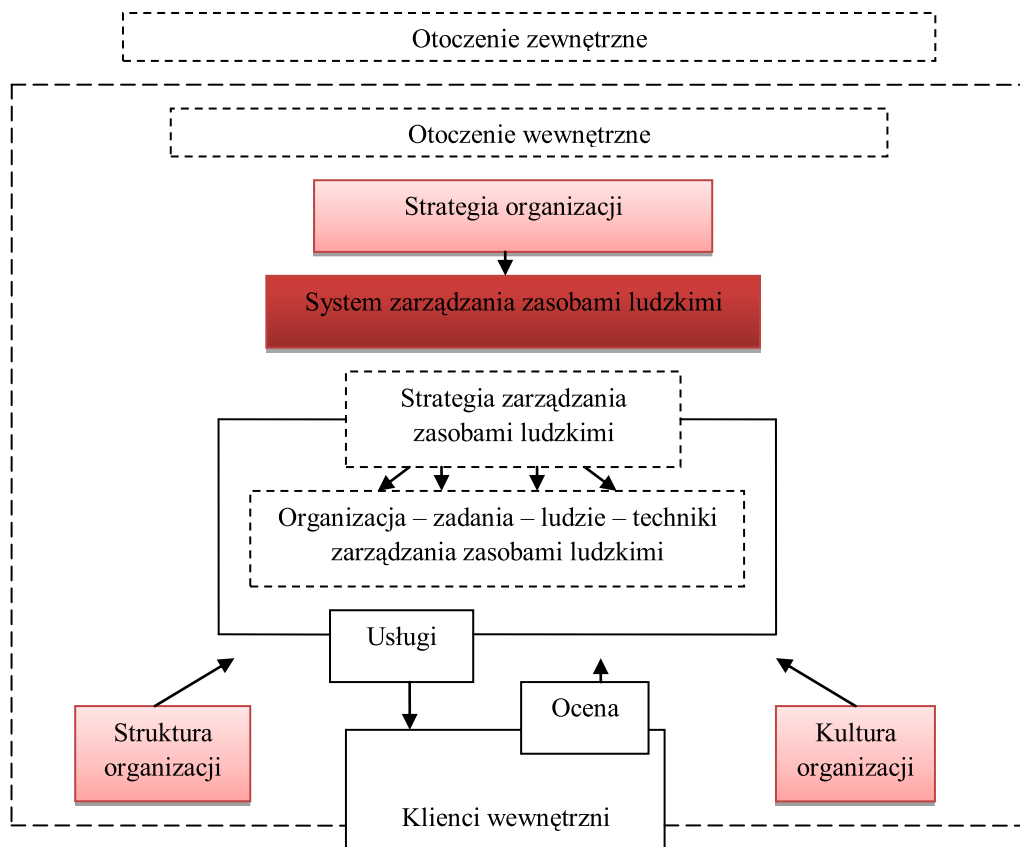 Otoczenie zewnętrzne
Otoczenie wewnętrzne
Strategia organizacji
System zarządzania zasobami ludzkimi
Strategia zarządzania
zasobami ludzkimi
Organizacja – zadania – ludzie – techniki
zarządzania zasobami ludzkimi
Usługi
Ocena
Struktura
organizacji
Kultura
organizacji
Klienci wewnętrzni